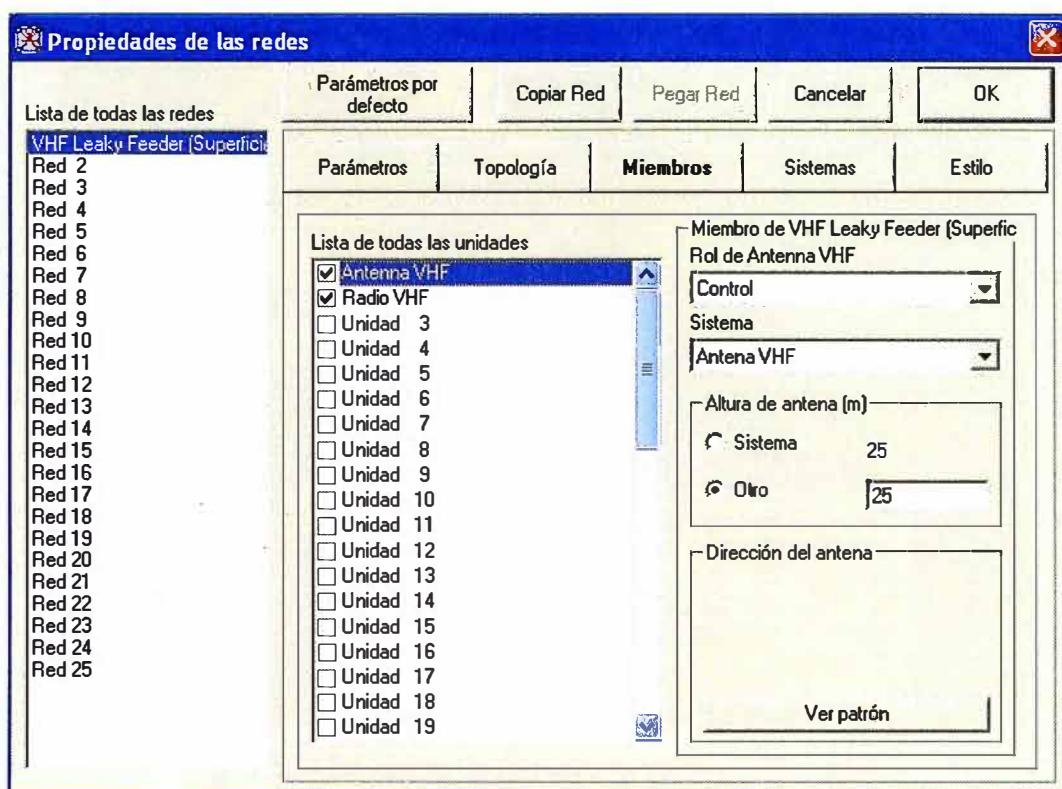 Propiedades de las redes
Lista de todas las redes
VHF Leaky Feeder (Superficie
Red 2
Red 3
Red 4
Red 5
Red 6
Red 7
Red 8
Red 9
Red 10
Red 11
Red 12
Red 13
Red 14
Red 15
Red 16
Red 17
Red 18
Red 19
Red 20
Red 21
Red 22
Red 23
Red 24
Red 25
Parámetros por
defecto
Copiar Red
Pegar Red
Cancelar
OK
Parámetros
Topología
Miembros
Sistemas
Estilo
Lista de todas las unidades
Antenna VHF
Radio VHF
Unidad 3
Unidad 4
Unidad 5
Unidad 6
Unidad 7
Unidad 8
Unidad 9
Unidad 10
Unidad 11
Unidad 12
Unidad 13
Unidad 14
Unidad 15
Unidad 16
Unidad 17
Unidad 18
Unidad 19
Miembro de VHF Leaky Feeder (Superfic
Rol de Antenna VHF
Control
Sistema
Antena VHF
Altura de antena (m)
Sistema 25
Otro 25
Dirección del antena
Ver patrón